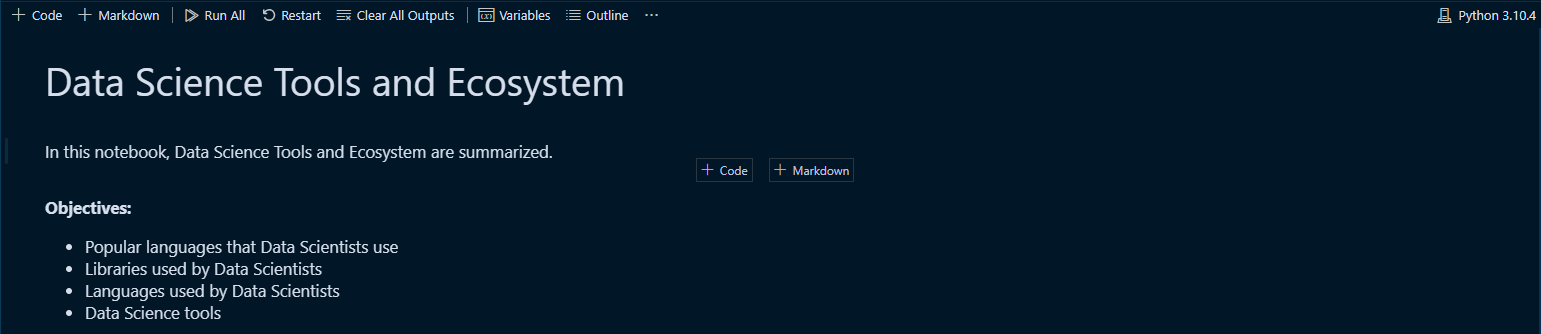 Code Markdown Run All Restart Clear All Outputs Variables Outline ... Python 3.10.4
Data Science Tools and Ecosystem
In this notebook, Data Science Tools and Ecosystem are summarized.
Code Markdown
Objectives:
• Popular languages that Data Scientists use
• Libraries used by Data Scientists
• Languages used by Data Scientists
• Data Science tools